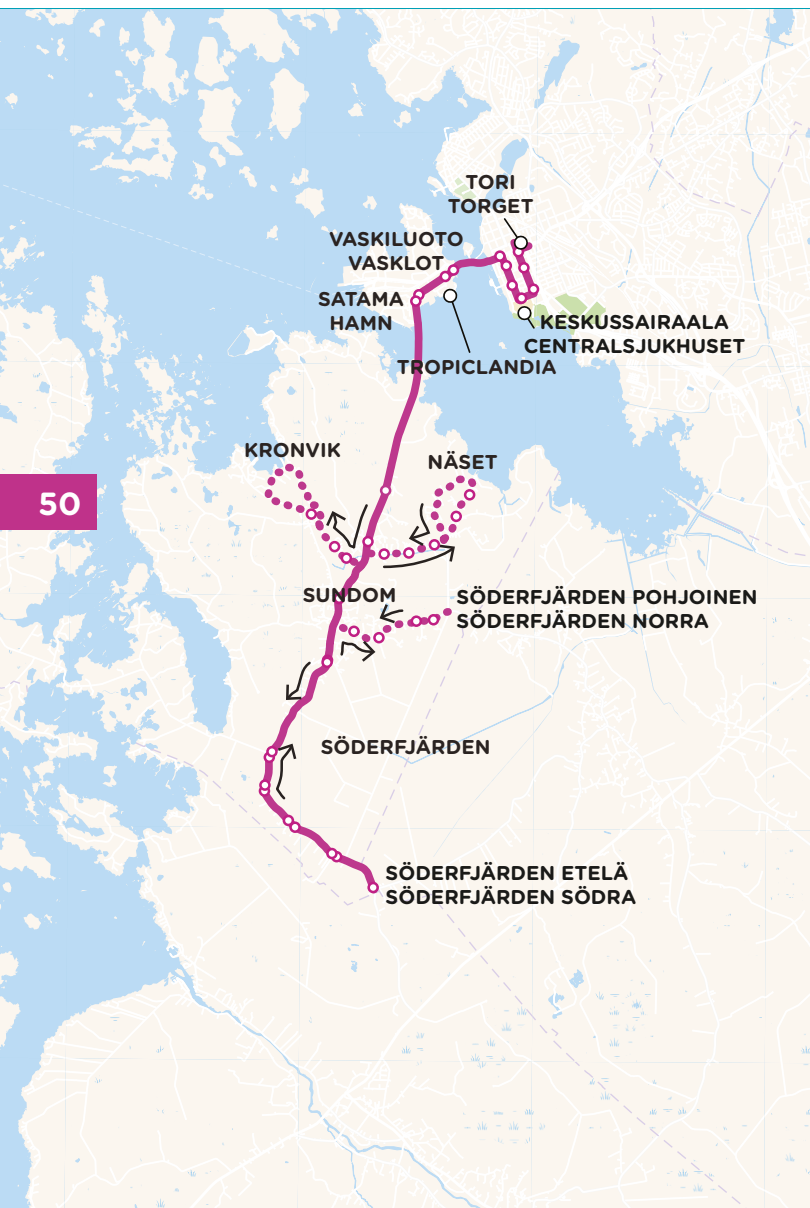 TORI
TORGET
VASKILUOTO
VASKLOT
SATAMA
HAMN
KESKUSSAIRAALA
CENTRALSJUKHUSET
TROPICLANDIA
KRONVIK
NÄSET
50
SUNDOM
SÖDERFJÄRDEN POHJOINEN
SÖDERFJÄRDEN NORRA
SÖDERFJÄRDEN
SÖDERFJÄRDEN ETELÄ
SÖDERFJÄRDEN SÖDRA